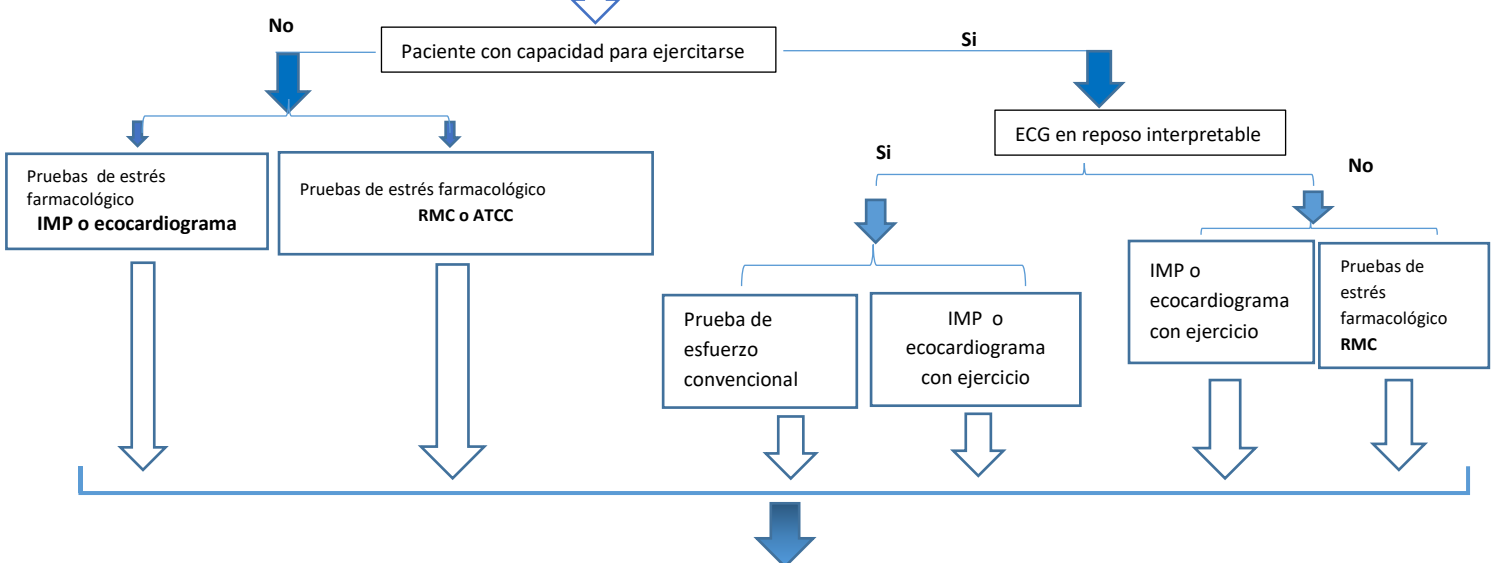 No
Paciente con capacidad para ejercitarse
Si
ECG en reposo interpretable
Si
No
Pruebas de estrés
farmacológico
IMP o ecocardiograma
Pruebas de estrés farmacológico
RMC o ATCC
Prueba de
esfuerzo
convencional
IMP o
ecocardiograma
con ejercicio
IMP o
ecocardiograma
con ejercicio
Pruebas de
estrés
farmacológico
RMC